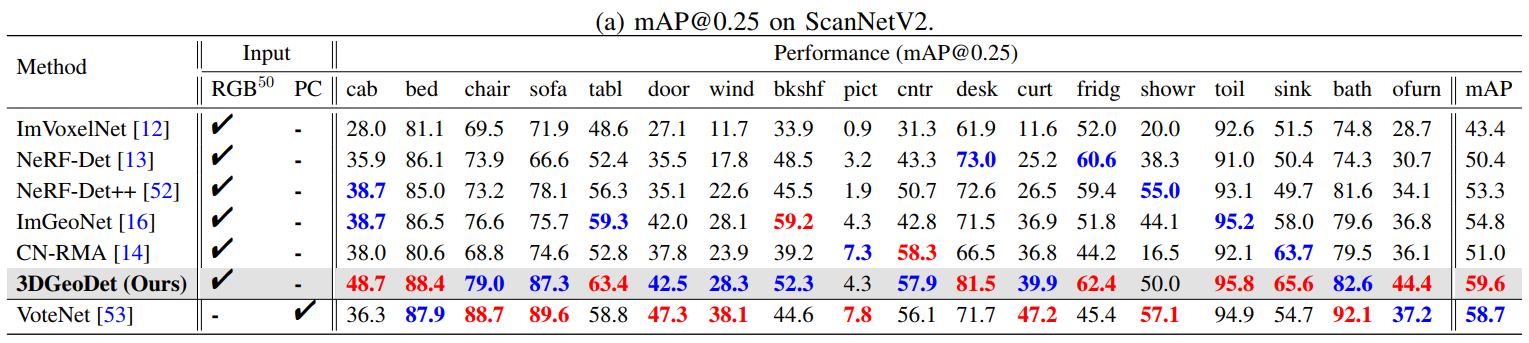 (a) mAP@0.25 on ScanNetV2.
Method Input Performance (mAP@0.25)
RGB50 PC cab bed chair sofa tabl door wind bkshf pict cntr desk curt fridg showr toil sink bath ofurn mAP
ImVoxelNet [12] ✔ - 28.0 81.1 69.5 71.9 48.6 27.1 11.7 33.9 0.9 31.3 61.9 11.6 52.0 20.0 92.6 51.5 74.8 28.7 43.4
NeRF-Det [13] ✔ - 35.9 86.1 73.9 66.6 52.4 35.5 17.8 48.5 3.2 43.3 73.0 25.2 60.6 38.3 91.0 50.4 74.3 30.7 50.4
NeRF-Det++ [52] ✔ - 38.7 85.0 73.2 78.1 56.3 35.1 22.6 45.5 1.9 50.7 72.6 26.5 59.4 55.0 93.1 49.7 81.6 34.1 53.3
ImGeoNet [16] ✔ - 38.7 86.5 76.6 75.7 59.3 42.0 28.1 59.2 4.3 42.8 71.5 36.9 51.8 44.1 95.2 58.0 79.6 36.8 54.8
CN-RMA [14] ✔ - 38.0 80.6 68.8 74.6 52.8 37.8 23.9 39.2 7.3 58.3 66.5 36.8 44.2 16.5 92.1 63.7 79.5 36.1 51.0
3DGeoDet (Ours) ✔ - 48.7 88.4 79.0 87.3 63.4 42.5 28.3 52.3 4.3 57.9 81.5 39.9 62.4 50.0 95.8 65.6 82.6 44.4 59.6
VoteNet [53] - ✔ 36.3 87.9 88.7 89.6 58.8 47.3 38.1 44.6 7.8 56.1 71.7 47.2 45.4 57.1 94.9 54.7 92.1 37.2 58.7